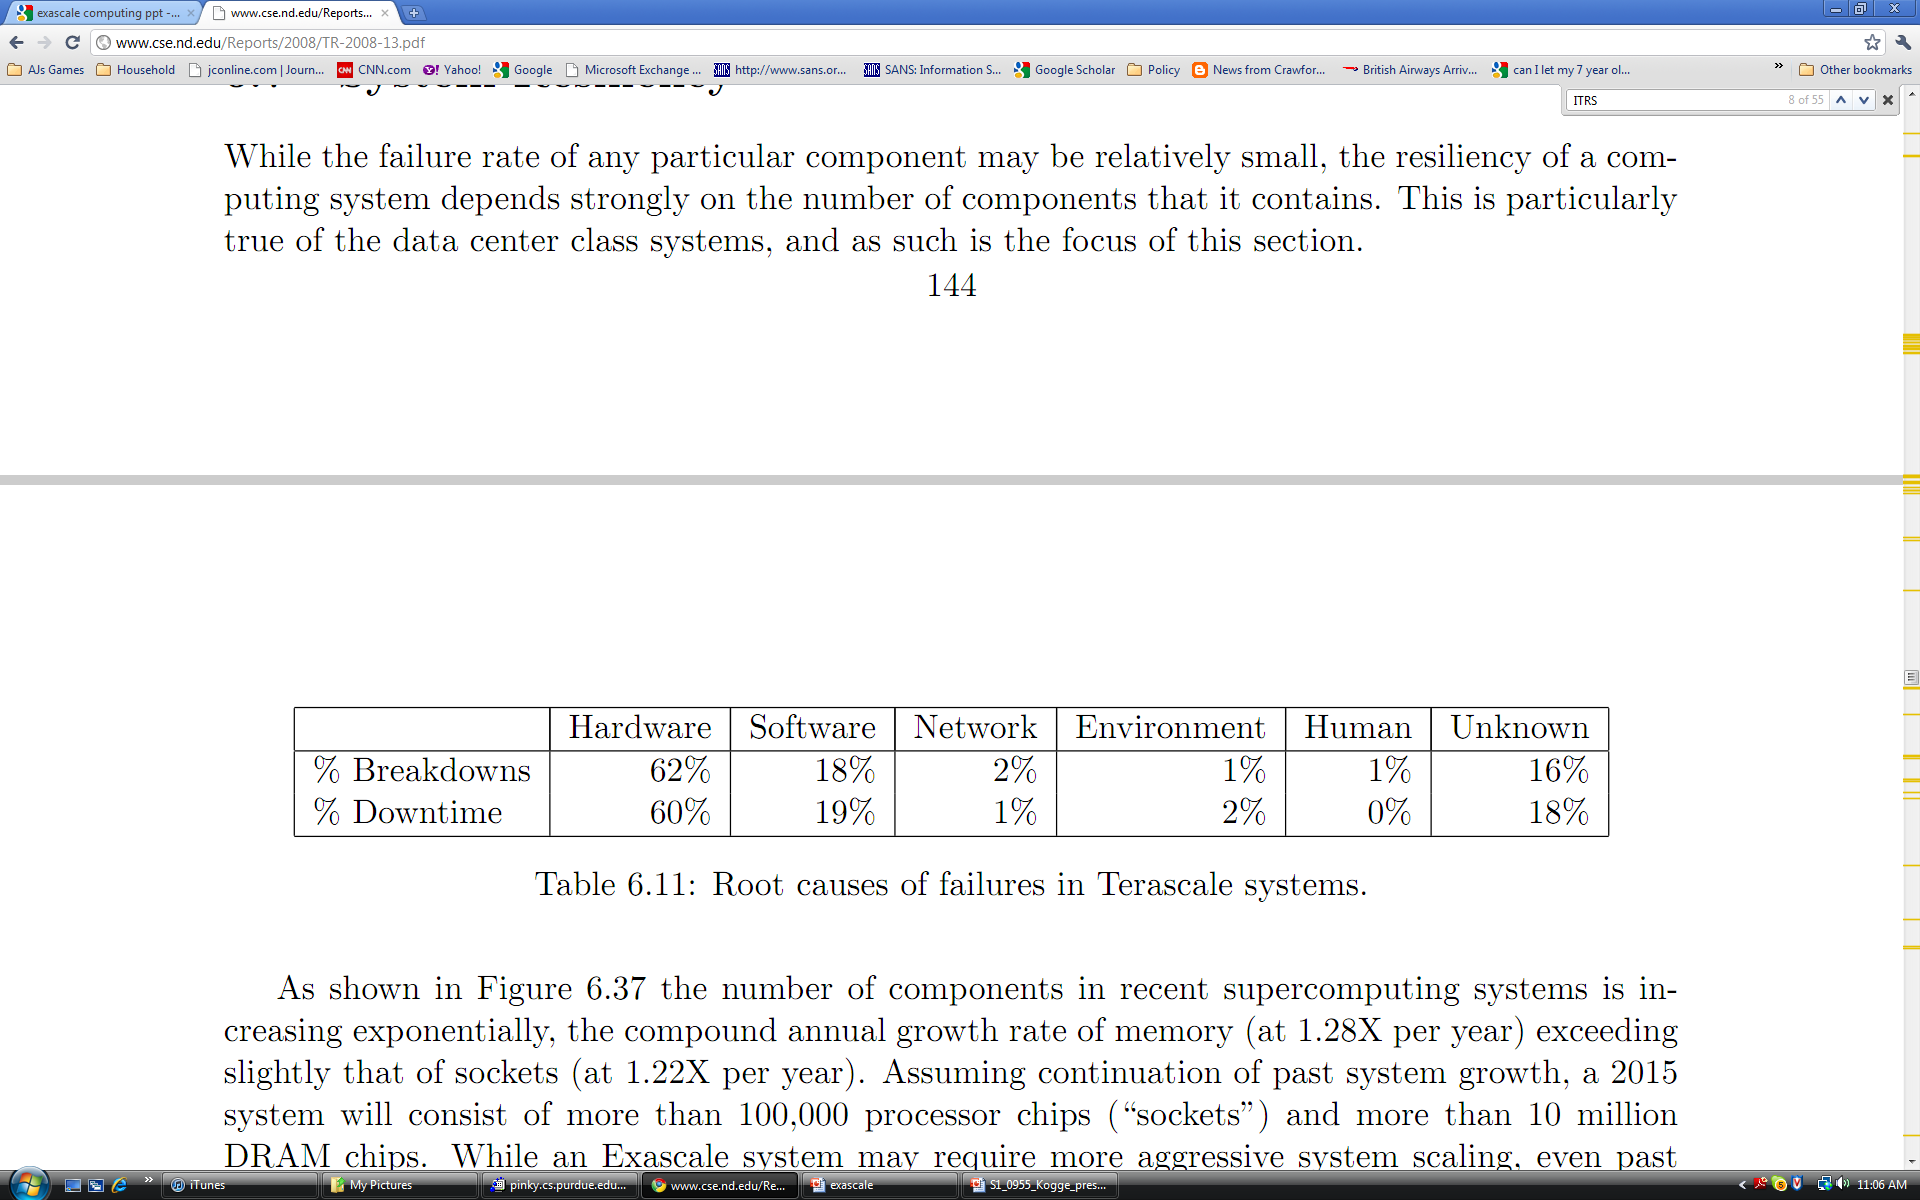 exascale computing ppt -...
www.cse.nd.edu/Reports...
www.cse.nd.edu/Reports/2008/TR-2008-13.pdf
AJs Games Household jconline.com | Journ... CNN.com Yahoo! Google Microsoft Exchange ... http://www.sans.or... SANS: Information S... Google Scholar Policy News from Crawfor... British Airways Arriv... can I let my 7 year ol... » Other bookmarks
System Resiliency
ITRS 8 of 55
While the failure rate of any particular component may be relatively small, the resiliency of a com-
puting system depends strongly on the number of components that it contains. This is particularly
true of the data center class systems, and as such is the focus of this section.
144
Hardware Software Network Environment Human Unknown
% Breakdowns 62% 18% 2% 1% 1% 16%
% Downtime 60% 19% 1% 2% 0% 18%
Table 6.11: Root causes of failures in Terascale systems.
As shown in Figure 6.37 the number of components in recent supercomputing systems is in-
creasing exponentially, the compound annual growth rate of memory (at 1.28X per year) exceeding
slightly that of sockets (at 1.22X per year). Assuming continuation of past system growth, a 2015
system will consist of more than 100,000 processor chips (“sockets”) and more than 10 million
DRAM chips. While an Exascale system may require more aggressive system scaling, even past
» iTunes My Pictures pinky.cs.purdue.edu... www.cse.nd.edu/Re... exascale S1_0955_Kogge_pres... < 11:06 AM